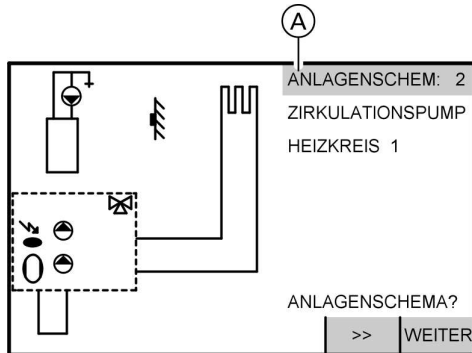 A
ANLAGENSCHEM: 2
ZIRKULATIONSPUMP
HEIZKREIS 1
ANLAGENSCHEMA?
>> WEITER